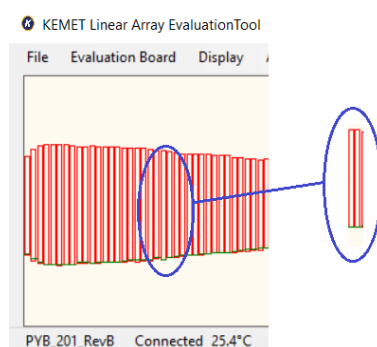 KEMET Linear Array EvaluationTool
File Evaluation Board Display
PYB_201_RevB Connected 25.4°C